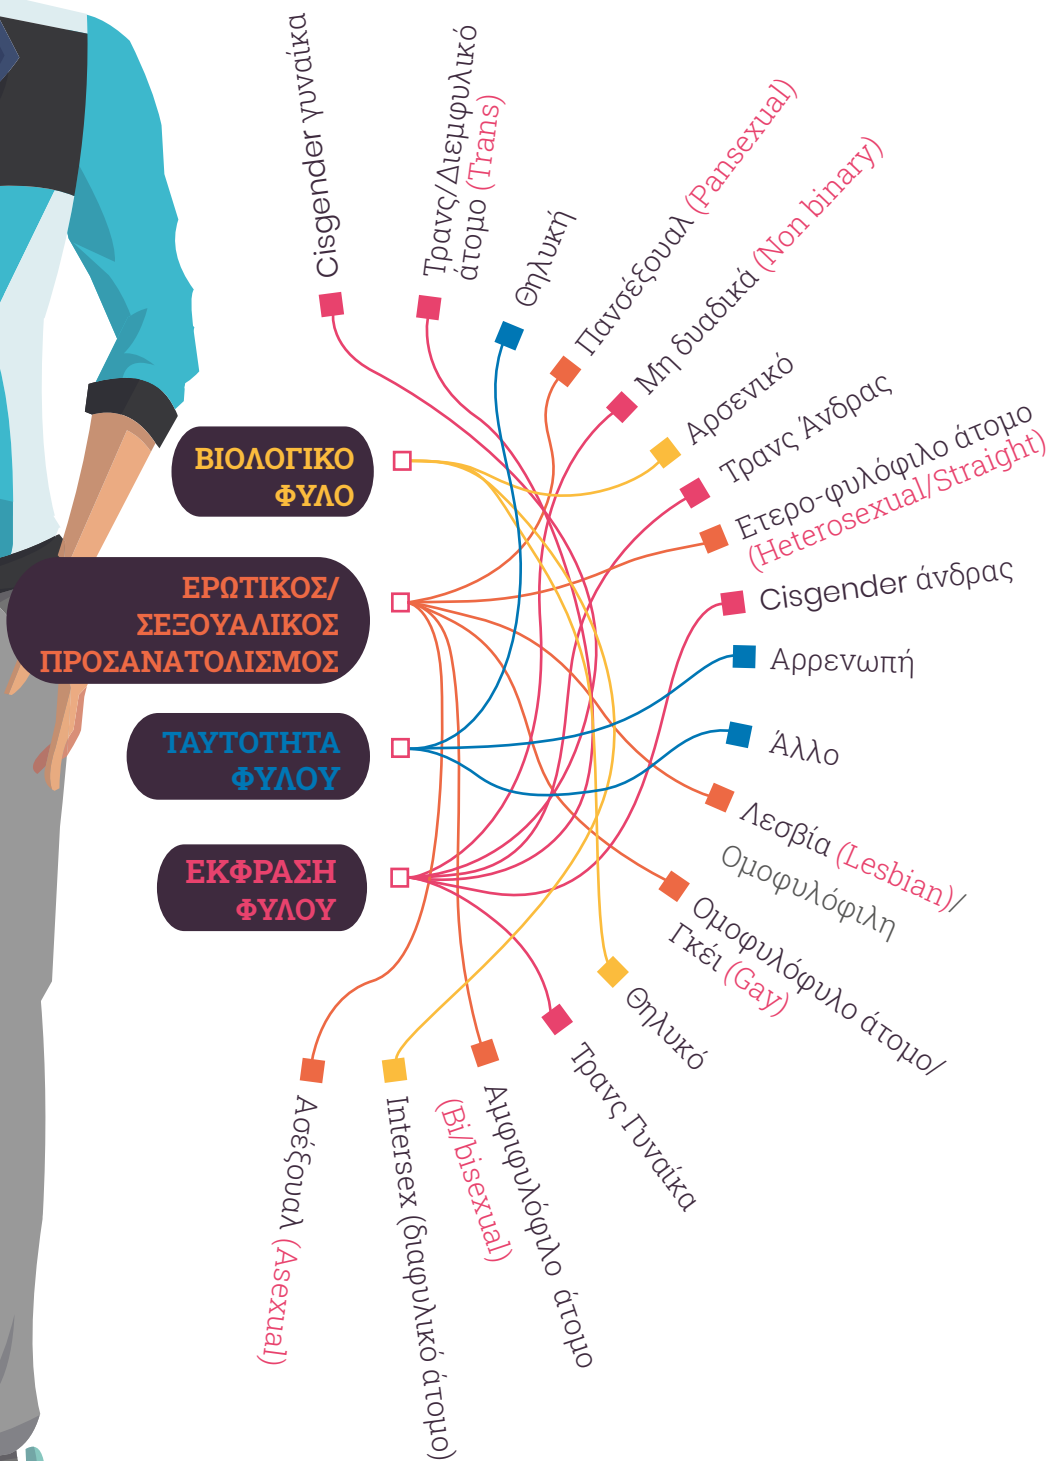 Cisgender γυναίκα
Τρανς/Διεμφυλικό
άτομο (Trans)
Θηλυκή
Πανσέξουαλ (Pansexual)
Μη δυαδικά (Non binary)
Αρσενικό
Τρανς Άνδρας
Ετερο-φυλόφιλο άτομο
(Heterosexual/Straight)
Cisgender άνδρας
Αρρενωπή
Άλλο
Λεσβία (Lesbian)/
Ομοφυλόφιλη
Ομοφυλόφυλο άτομο/
Γκέι (Gay)
Θηλυκό
Τρανς Γυναίκα
Αμφιφυλόφιλο άτομο
(Bi/bisexual)
Intersex (διαφυλικό άτομο)
Ασέξουαλ (Asexual)
ΒΙΟΛΟΓΙΚΟ
ΦΥΛΟ
ΕΡΩΤΙΚΟΣ/
ΣΕΞΟΥΑΛΙΚΟΣ
ΠΡΟΣΑΝΑΤΟΛΙΣΜΟΣ
ΤΑΥΤΟΤΗΤΑ
ΦΥΛΟΥ
ΕΚΦΡΑΣΗ
ΦΥΛΟΥ